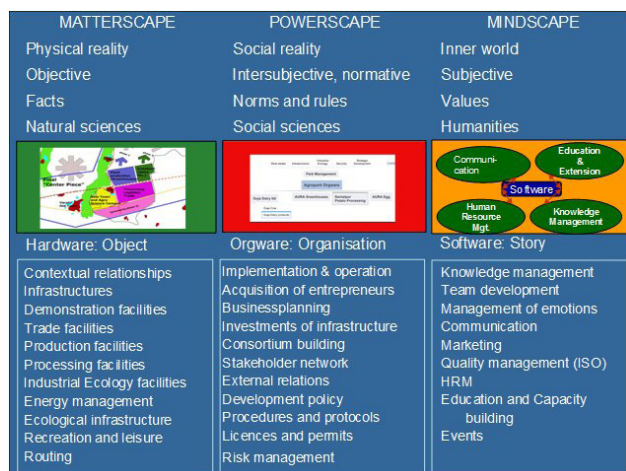 MATTERSCAPE
Physical reality
Objective
Facts
Natural sciences
Hardware: Object
Contextual relationships
Infrastructures
Demonstration facilities
Trade facilities
Production facilities
Processing facilities
Industrial Ecology facilities
Energy management
Ecological infrastructure
Recreation and leisure
Routing
POWERSCAPE
Social reality
Intersubjective, normative
Norms and rules
Social sciences
Park Management
Agropark Organers
Orgware: Organisation
Implementation & operation
Acquisition of entrepreneurs
Businessplanning
Investments of infrastructure
Consortium building
Stakeholder network
External relations
Development policy
Procedures and protocols
Licences and permits
Risk management
MINDSCAPE
Inner world
Subjective
Values
Humanities
Communi-
cation
Education
&
Extension
Software
Human
Resource
Mgt.
Knowledge
Management
Software: Story
Knowledge management
Team development
Management of emotions
Communication
Marketing
Quality management (ISO)
HRM
Education and Capacity
building
Events